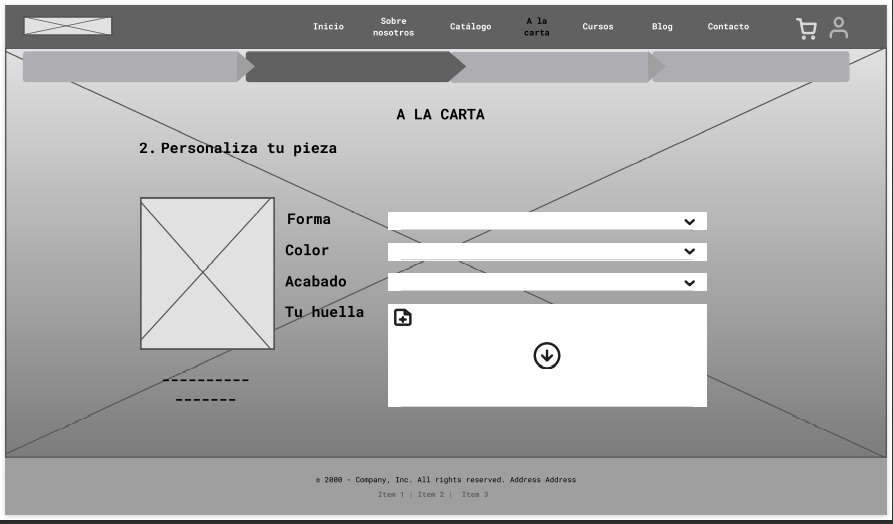 Inicio
Sobre
nosotros
Catálogo
A la
carta
Cursos
Blog
Contacto
A LA CARTA
2. Personaliza tu pieza
Forma
Color
Acabado
Tu huella
© 2000 - Company, Inc. All rights reserved. Address Address
Item 1 | Item 2 | Item 3